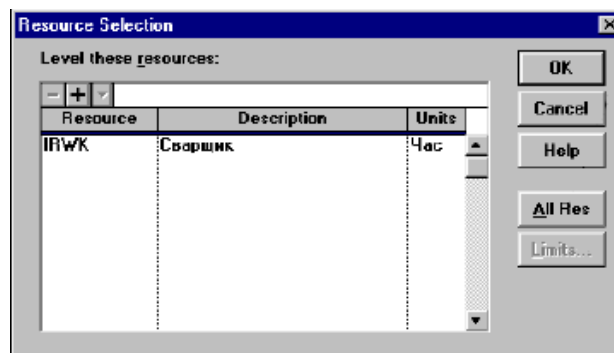 Resource Selection
Level these resources:
Resource Description Units
IRWK Сварщик Час
OK
Cancel
Help
All Res
Limits...